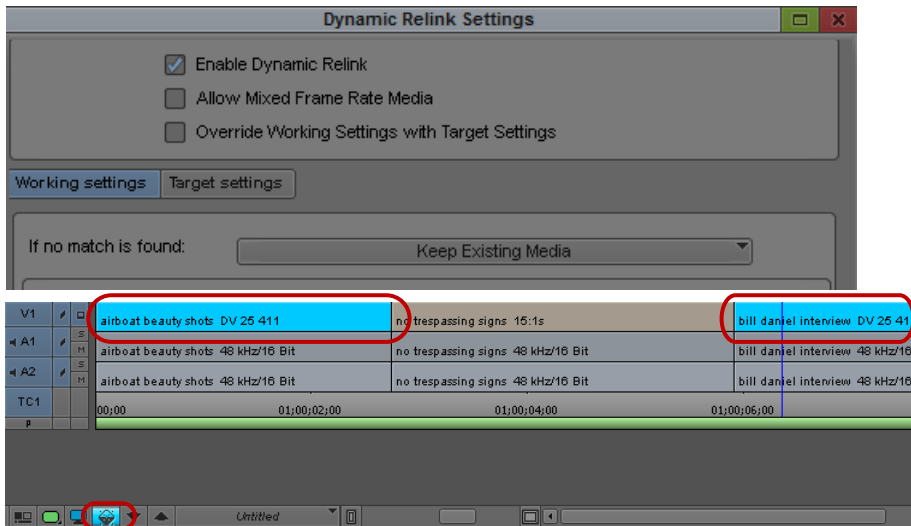 Dynamic Relink Settings
Enable Dynamic Relink
Allow Mixed Frame Rate Media
Override Working Settings with Target Settings
Working settings Target settings
If no match is found: Keep Existing Media
V1 airboat beauty shots DV 25 411 no trespassing signs 15:1s bill daniel interview DV 25 41
A1 S M airboat beauty shots 48 kHz/16 Bit no trespassing signs 48 kHz/16 Bit bill daniel interview 48 kHz/16
A2 S M airboat beauty shots 48 kHz/16 Bit no trespassing signs 48 kHz/16 Bit bill daniel interview 48 kHz/16
TC1 00;00 01;00;02;00 01;00;04;00 01;00;06;00
P
Untitled